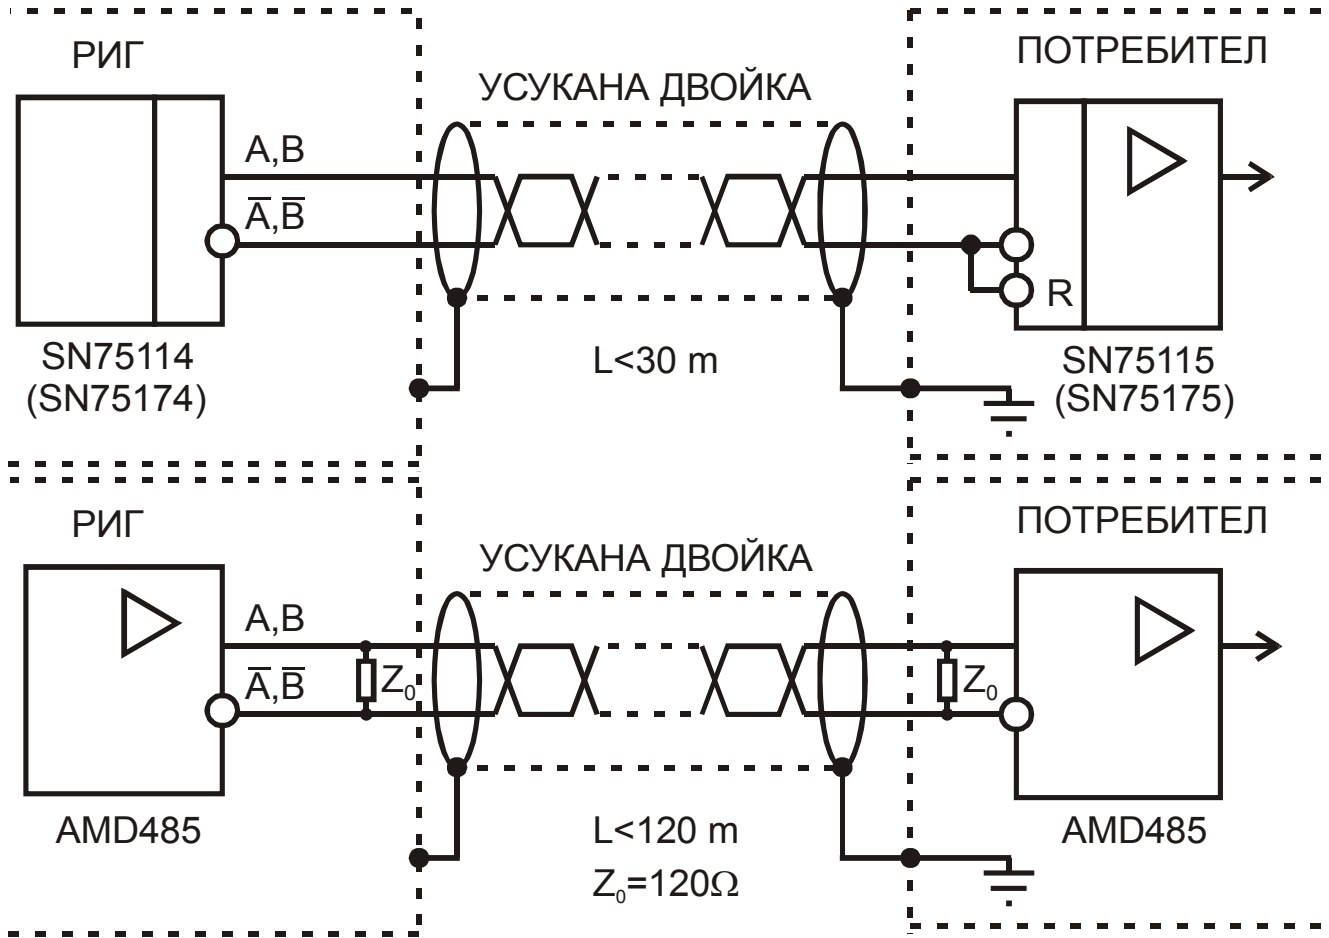 РИГ
ПОТРЕБИТЕЛ
УСУКАНА ДВОЙКА
A,B
A̅,B̅
R
L<30 m
SN75114
(SN75174)
SN75115
(SN75175)
РИГ
ПОТРЕБИТЕЛ
УСУКАНА ДВОЙКА
A,B
A̅,B̅
Z₀
Z₀
AMD485
L<120 m
AMD485
Z₀=120Ω